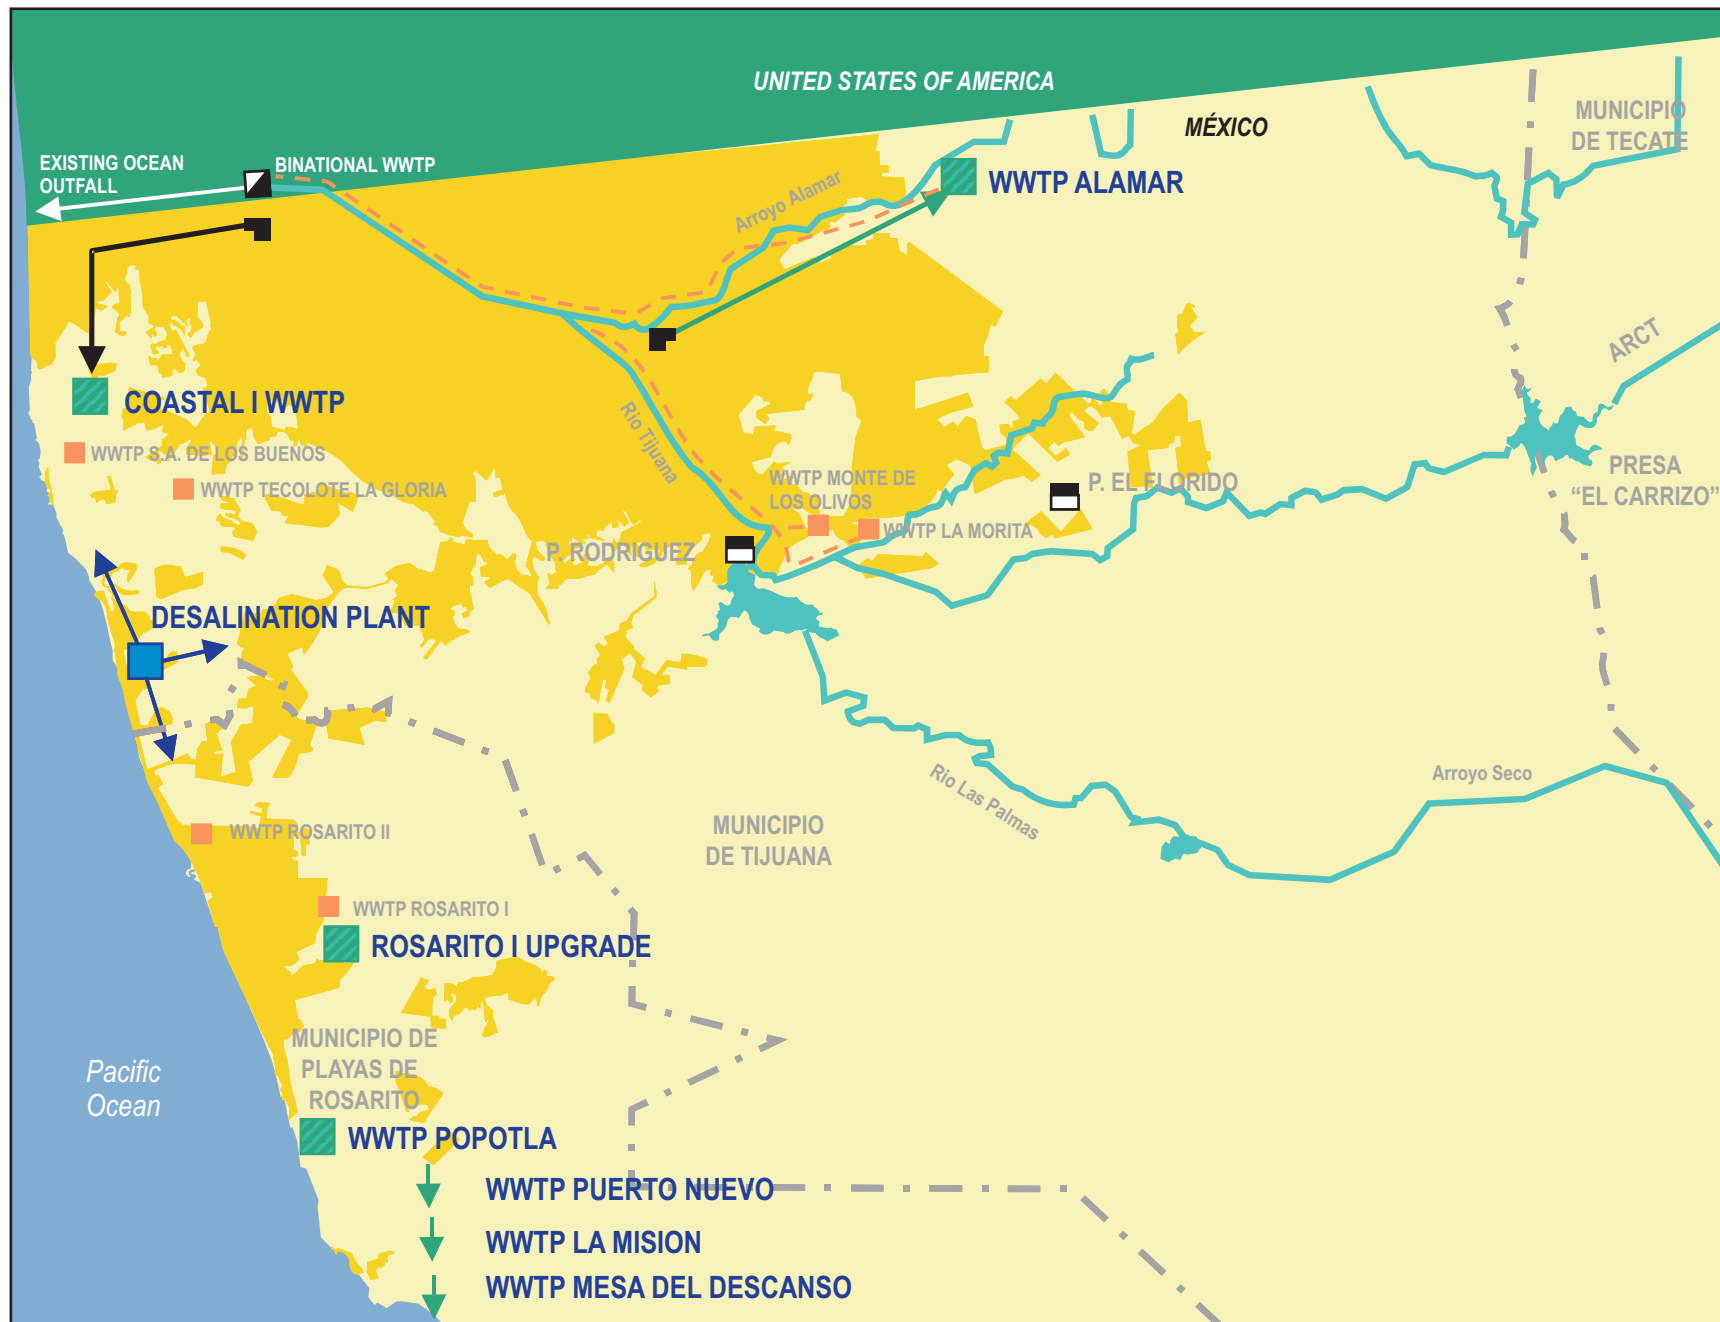 UNITED STATES OF AMERICA
MÉXICO
MUNICIPIO
DE TECATE
EXISTING OCEAN
OUTFALL
BINATIONAL WWTP
WWTP ALAMAR
Arroyo Alamar
ARCT
COASTAL I WWTP
Rio Tijuana
WWTP S.A. DE LOS BUENOS
WWTP TECOLOTE LA GLORIA
WWTP MONTE DE
LOS OLIVOS
P. EL FLORIDO
PRESA
“EL CARRIZO”
WWTP LA MORITA
P. RODRIGUEZ
DESALINATION PLANT
Rio Las Palmas
Arroyo Seco
MUNICIPIO
DE TIJUANA
WWTP ROSARITO II
WWTP ROSARITO I
ROSARITO I UPGRADE
MUNICIPIO DE
PLAYAS DE
ROSARITO
Pacific
Ocean
WWTP POPOTLA
WWTP PUERTO NUEVO
WWTP LA MISION
WWTP MESA DEL DESCANSO